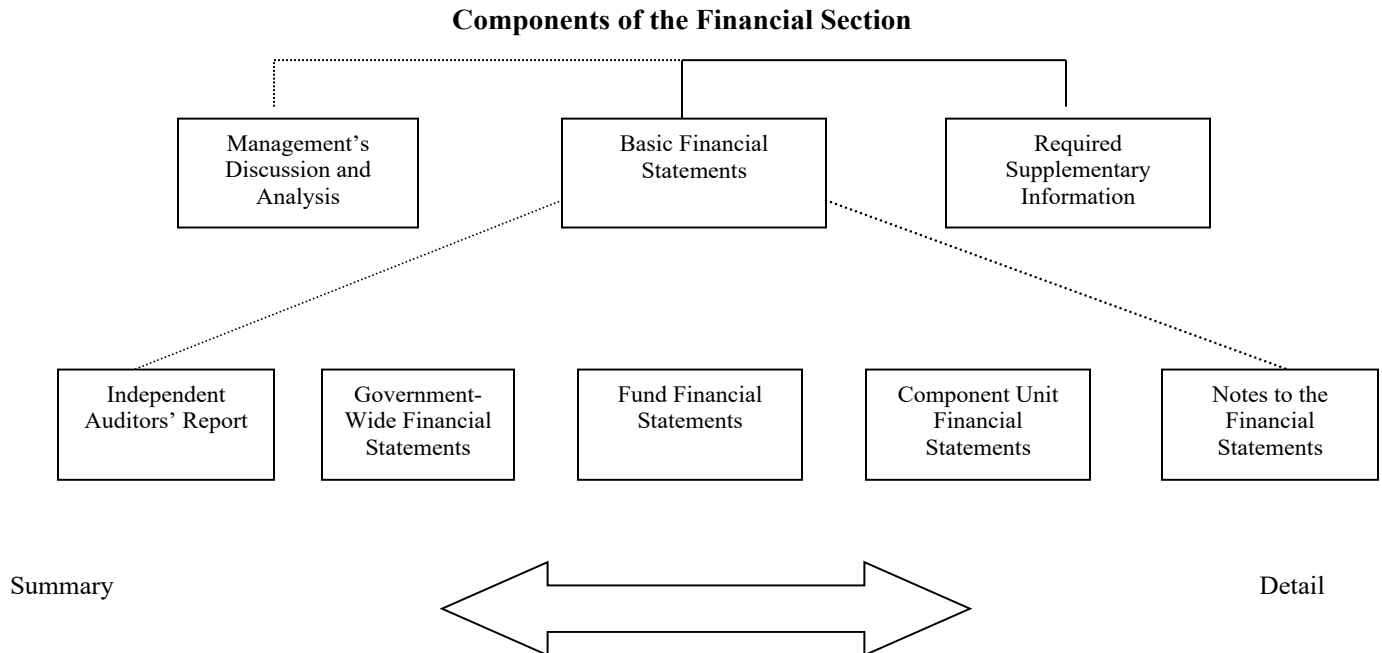 Components of the Financial Section
Management’s
Discussion and
Analysis
Basic Financial
Statements
Required
Supplementary
Information
Independent
Auditors’ Report
Government-
Wide Financial
Statements
Fund Financial
Statements
Component Unit
Financial
Statements
Notes to the
Financial
Statements
Summary
Detail